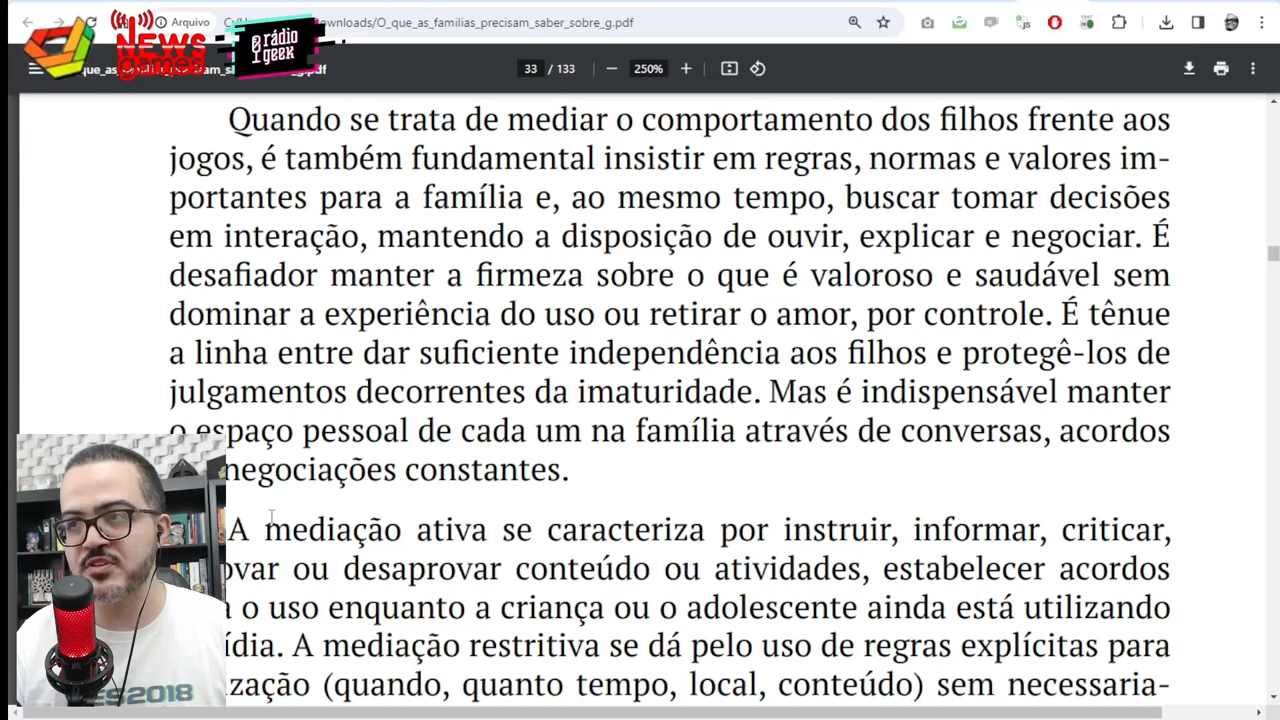 Arquivo
ownloads/O_que_as_familias_precisam_saber_sobre_g.pdf
NEWS
games
rádio
geek
33 / 133
250%
Quando se trata de mediar o comportamento dos filhos frente aos
jogos, é também fundamental insistir em regras, normas e valores im-
portantes para a família e, ao mesmo tempo, buscar tomar decisões
em interação, mantendo a disposição de ouvir, explicar e negociar. É
desafiador manter a firmeza sobre o que é valoroso e saudável sem
dominar a experiência do uso ou retirar o amor, por controle. É tênue
a linha entre dar suficiente independência aos filhos e protegê-los de
julgamentos decorrentes da imaturidade. Mas é indispensável manter
o espaço pessoal de cada um na família através de conversas, acordos
negociações constantes.
A mediação ativa se caracteriza por instruir, informar, criticar,
ovar ou desaprovar conteúdo ou atividades, estabelecer acordos
o uso enquanto a criança ou o adolescente ainda está utilizando
ídia. A mediação restritiva se dá pelo uso de regras explícitas para
zação (quando, quanto tempo, local, conteúdo) sem necessaria-
ES2018